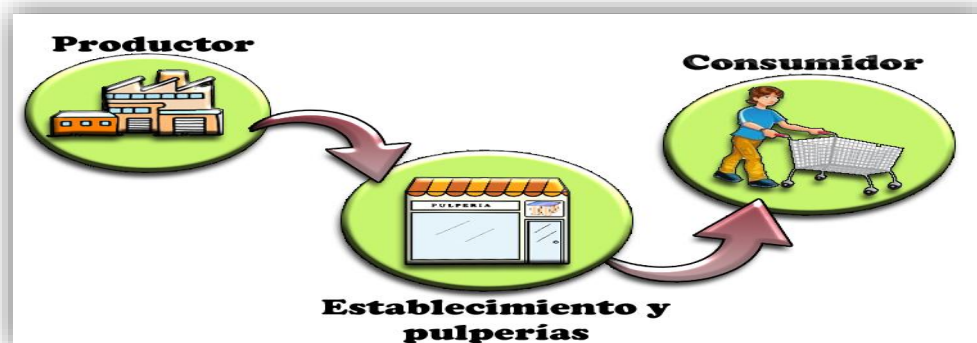 Productor
Consumidor
PULPERIA
Establecimiento y
pulperías